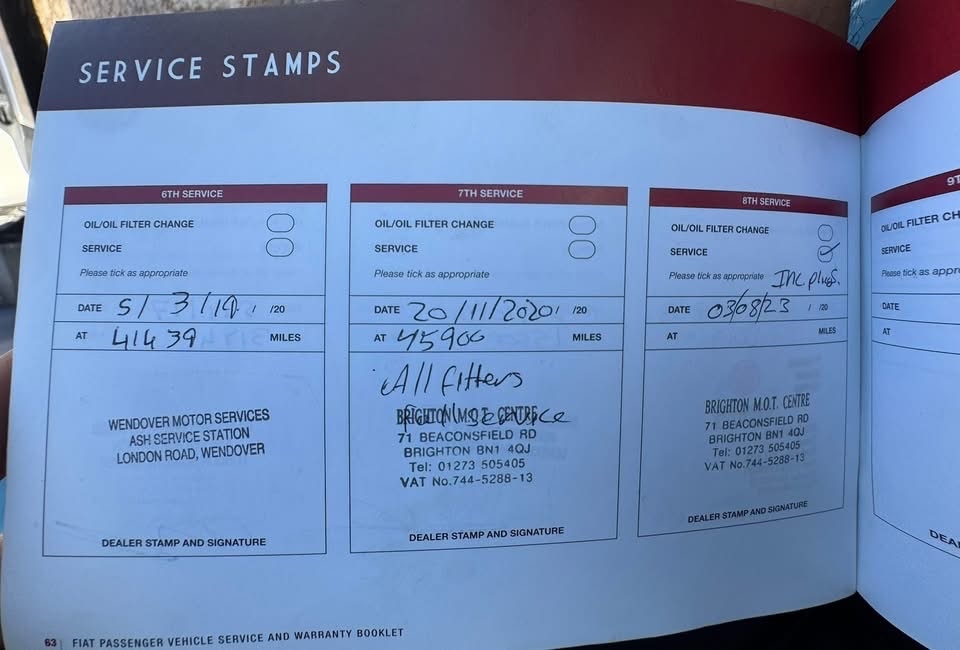 SERVICE STAMPS
6TH SERVICE
OIL/OIL FILTER CHANGE
SERVICE
Please tick as appropriate
DATE 5/3/19 / /20
AT 41439 MILES
WENDOVER MOTOR SERVICES
ASH SERVICE STATION
LONDON ROAD, WENDOVER
DEALER STAMP AND SIGNATURE
7TH SERVICE
OIL/OIL FILTER CHANGE
SERVICE
Please tick as appropriate
DATE 20/11/2020 / /20
AT 45900 MILES
All filters
Full service
BRIGHTON M.O.T. CENTRE
71 BEACONSFIELD RD
BRIGHTON BN1 4QJ
Tel: 01273 505405
VAT No.744-5288-13
DEALER STAMP AND SIGNATURE
8TH SERVICE
OIL/OIL FILTER CHANGE
SERVICE
Please tick as appropriate Inc plugs.
DATE 03/08/23 / /20
AT MILES
BRIGHTON M.O.T. CENTRE
71 BEACONSFIELD RD
BRIGHTON BN1 4QJ
Tel: 01273 505405
VAT No.744-5288-13
DEALER STAMP AND SIGNATURE
9T
OIL/OIL FILTER CH
SERVICE
Please tick as appro
DATE
AT
DEA
63 | FIAT PASSENGER VEHICLE SERVICE AND WARRANTY BOOKLET